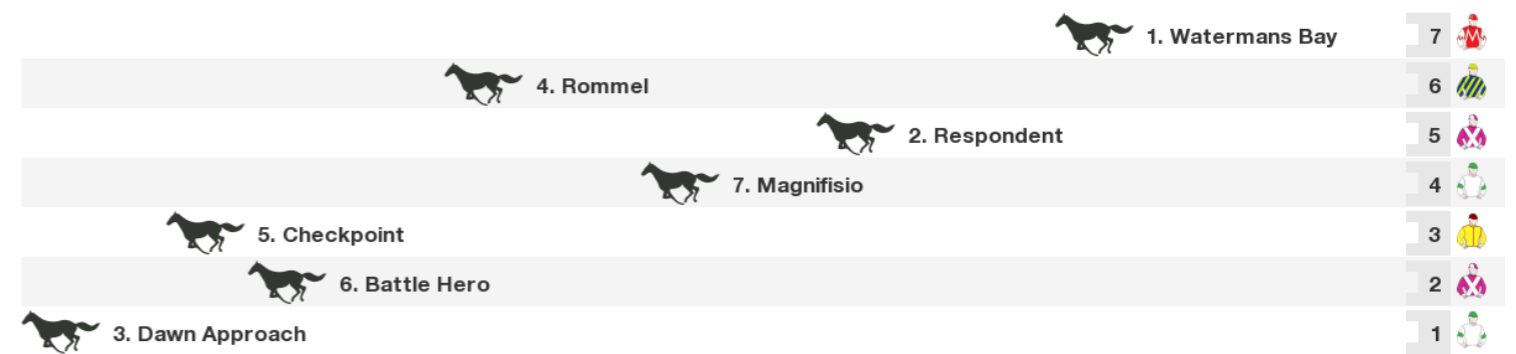 1. Watermans Bay 7
4. Rommel 6
2. Respondent 5
7. Magnifisio 4
5. Checkpoint 3
6. Battle Hero 2
3. Dawn Approach 1